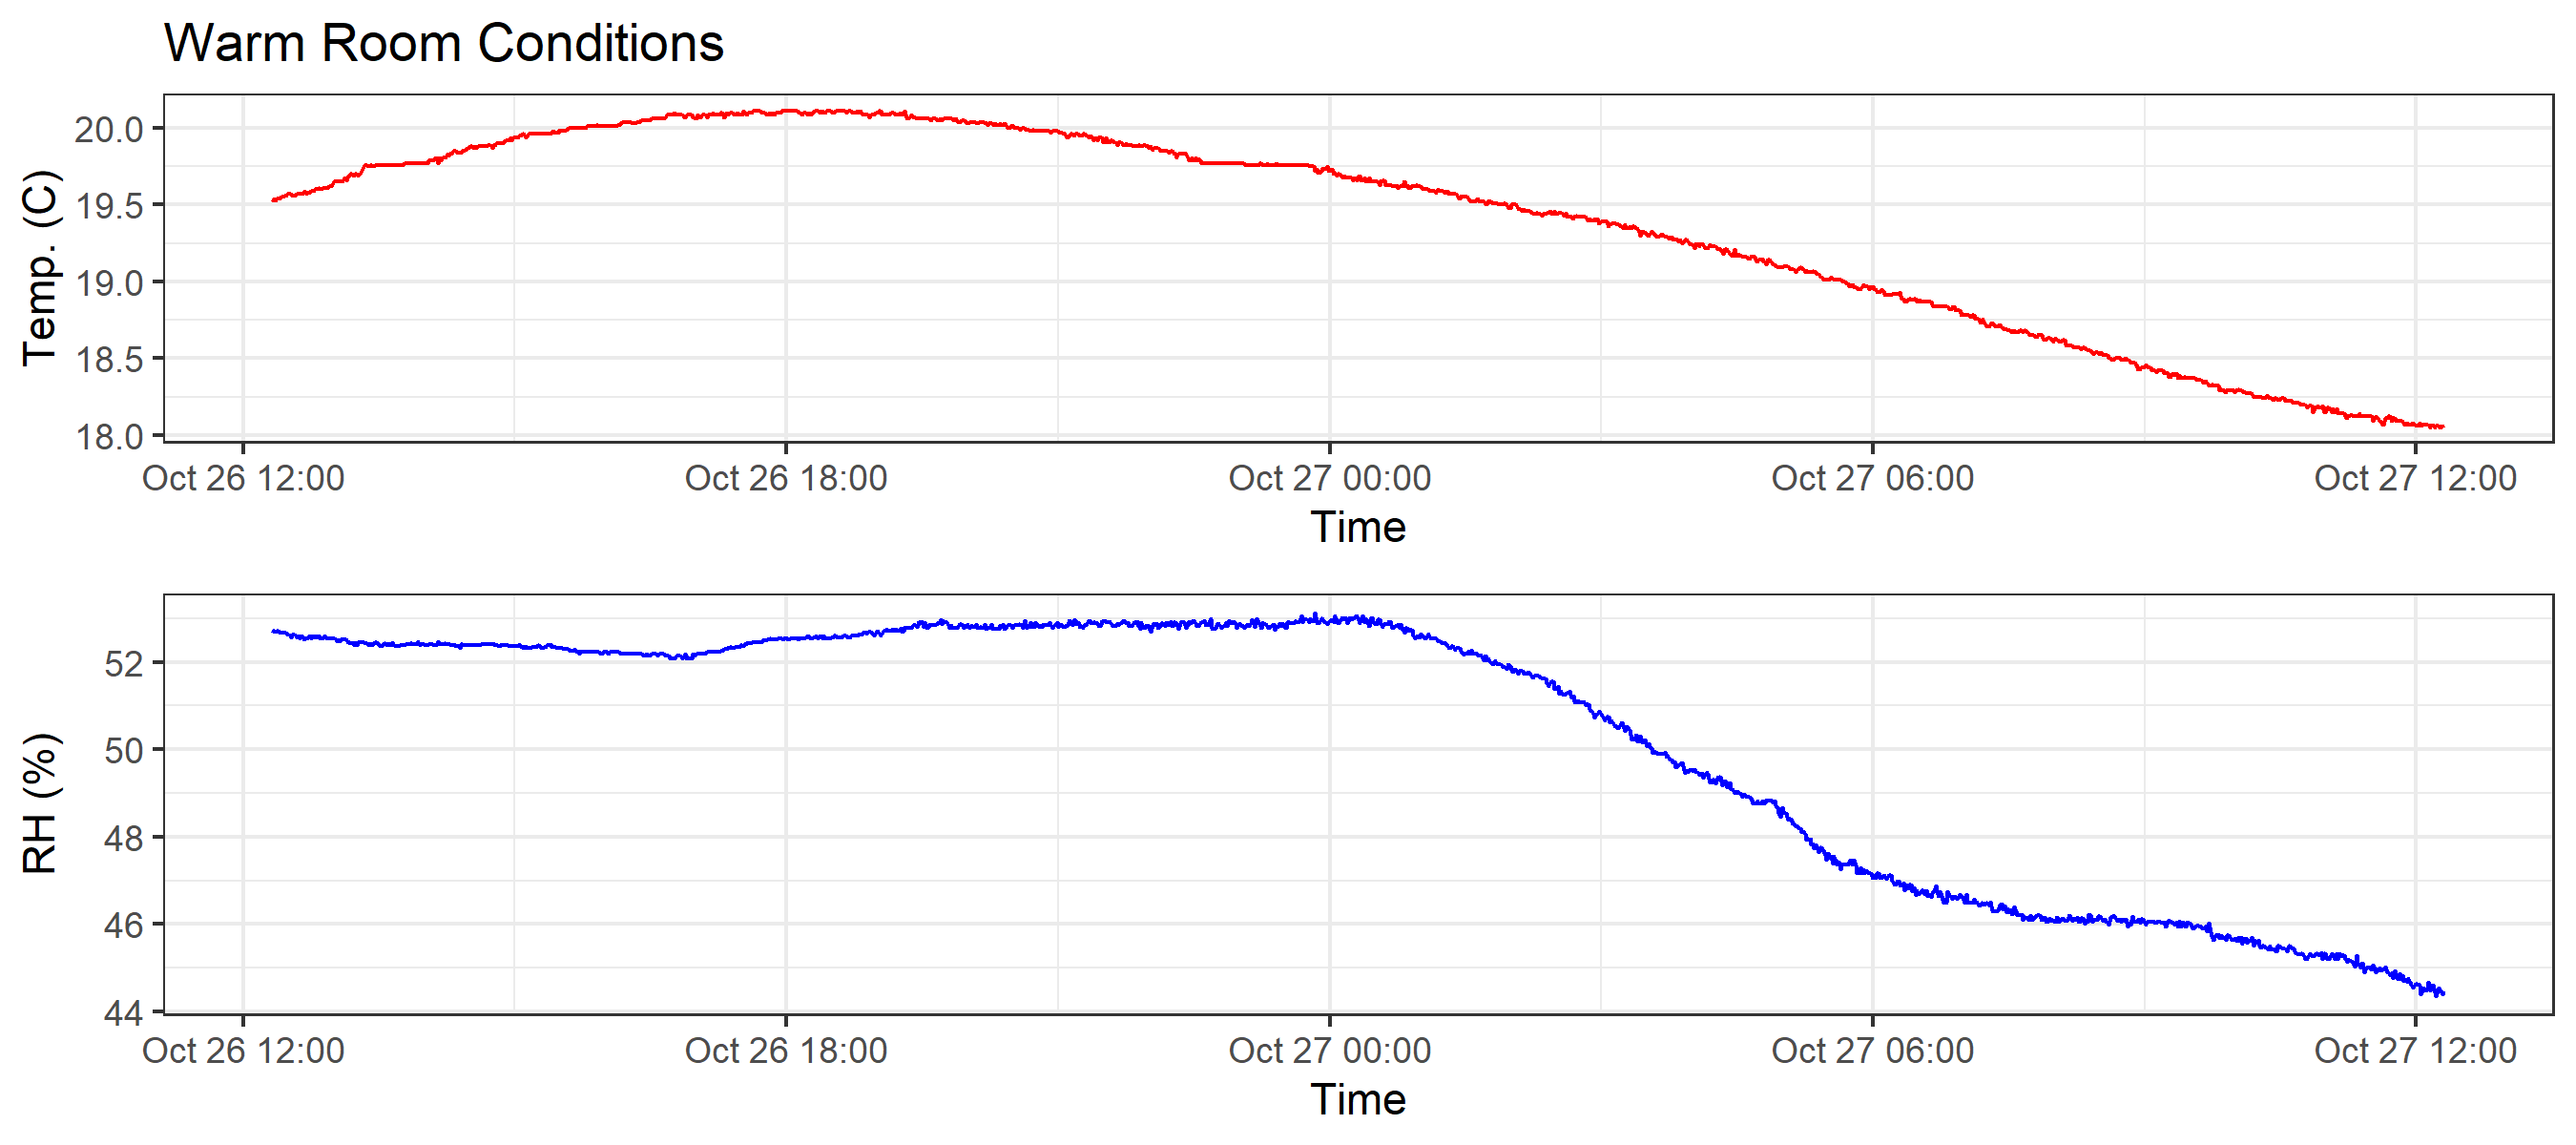 Warm Room Conditions
Temp. (C)
20.0
19.5
19.0
18.5
18.0
Oct 26 12:00 Oct 26 18:00 Oct 27 00:00 Oct 27 06:00 Oct 27 12:00
Time
RH (%)
52
50
48
46
44
Oct 26 12:00 Oct 26 18:00 Oct 27 00:00 Oct 27 06:00 Oct 27 12:00
Time